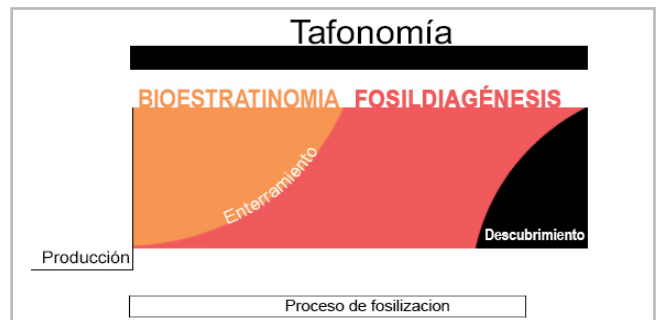 Tafonomía
BIOESTRATINOMIA FOSILDIAGÉNESIS
Enterramiento
Descubrimiento
Producción
Proceso de fosilizacion